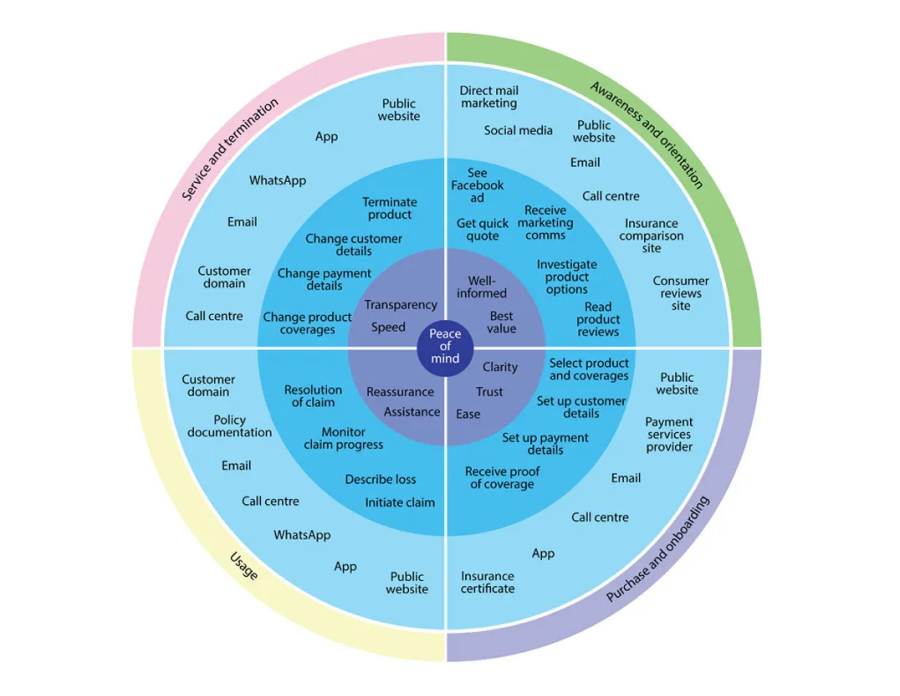 Service and termination
Public
website
App
WhatsApp
Email
Customer
domain
Call centre
Terminate
product
Change customer
details
Change payment
details
Change product
coverages
Transparency
Speed
Awareness and orientation
Direct mail
marketing
Social media
Public
website
Email
Call centre
Insurance
comparison
site
Consumer
reviews
site
See
Facebook
ad
Get quick
quote
Receive
marketing
comms
Investigate
product
options
Read
product
reviews
Well-
informed
Best
value
Peace
of
mind
Usage
Customer
domain
Policy
documentation
Email
Call centre
WhatsApp
App
Public
website
Resolution
of claim
Monitor
claim progress
Describe loss
Initiate claim
Reassurance
Assistance
Purchase and onboarding
Clarity
Trust
Ease
Select product
and coverages
Set up customer
details
Set up payment
details
Receive proof
of coverage
Public
website
Payment
services
provider
Email
Call centre
App
Insurance
certificate